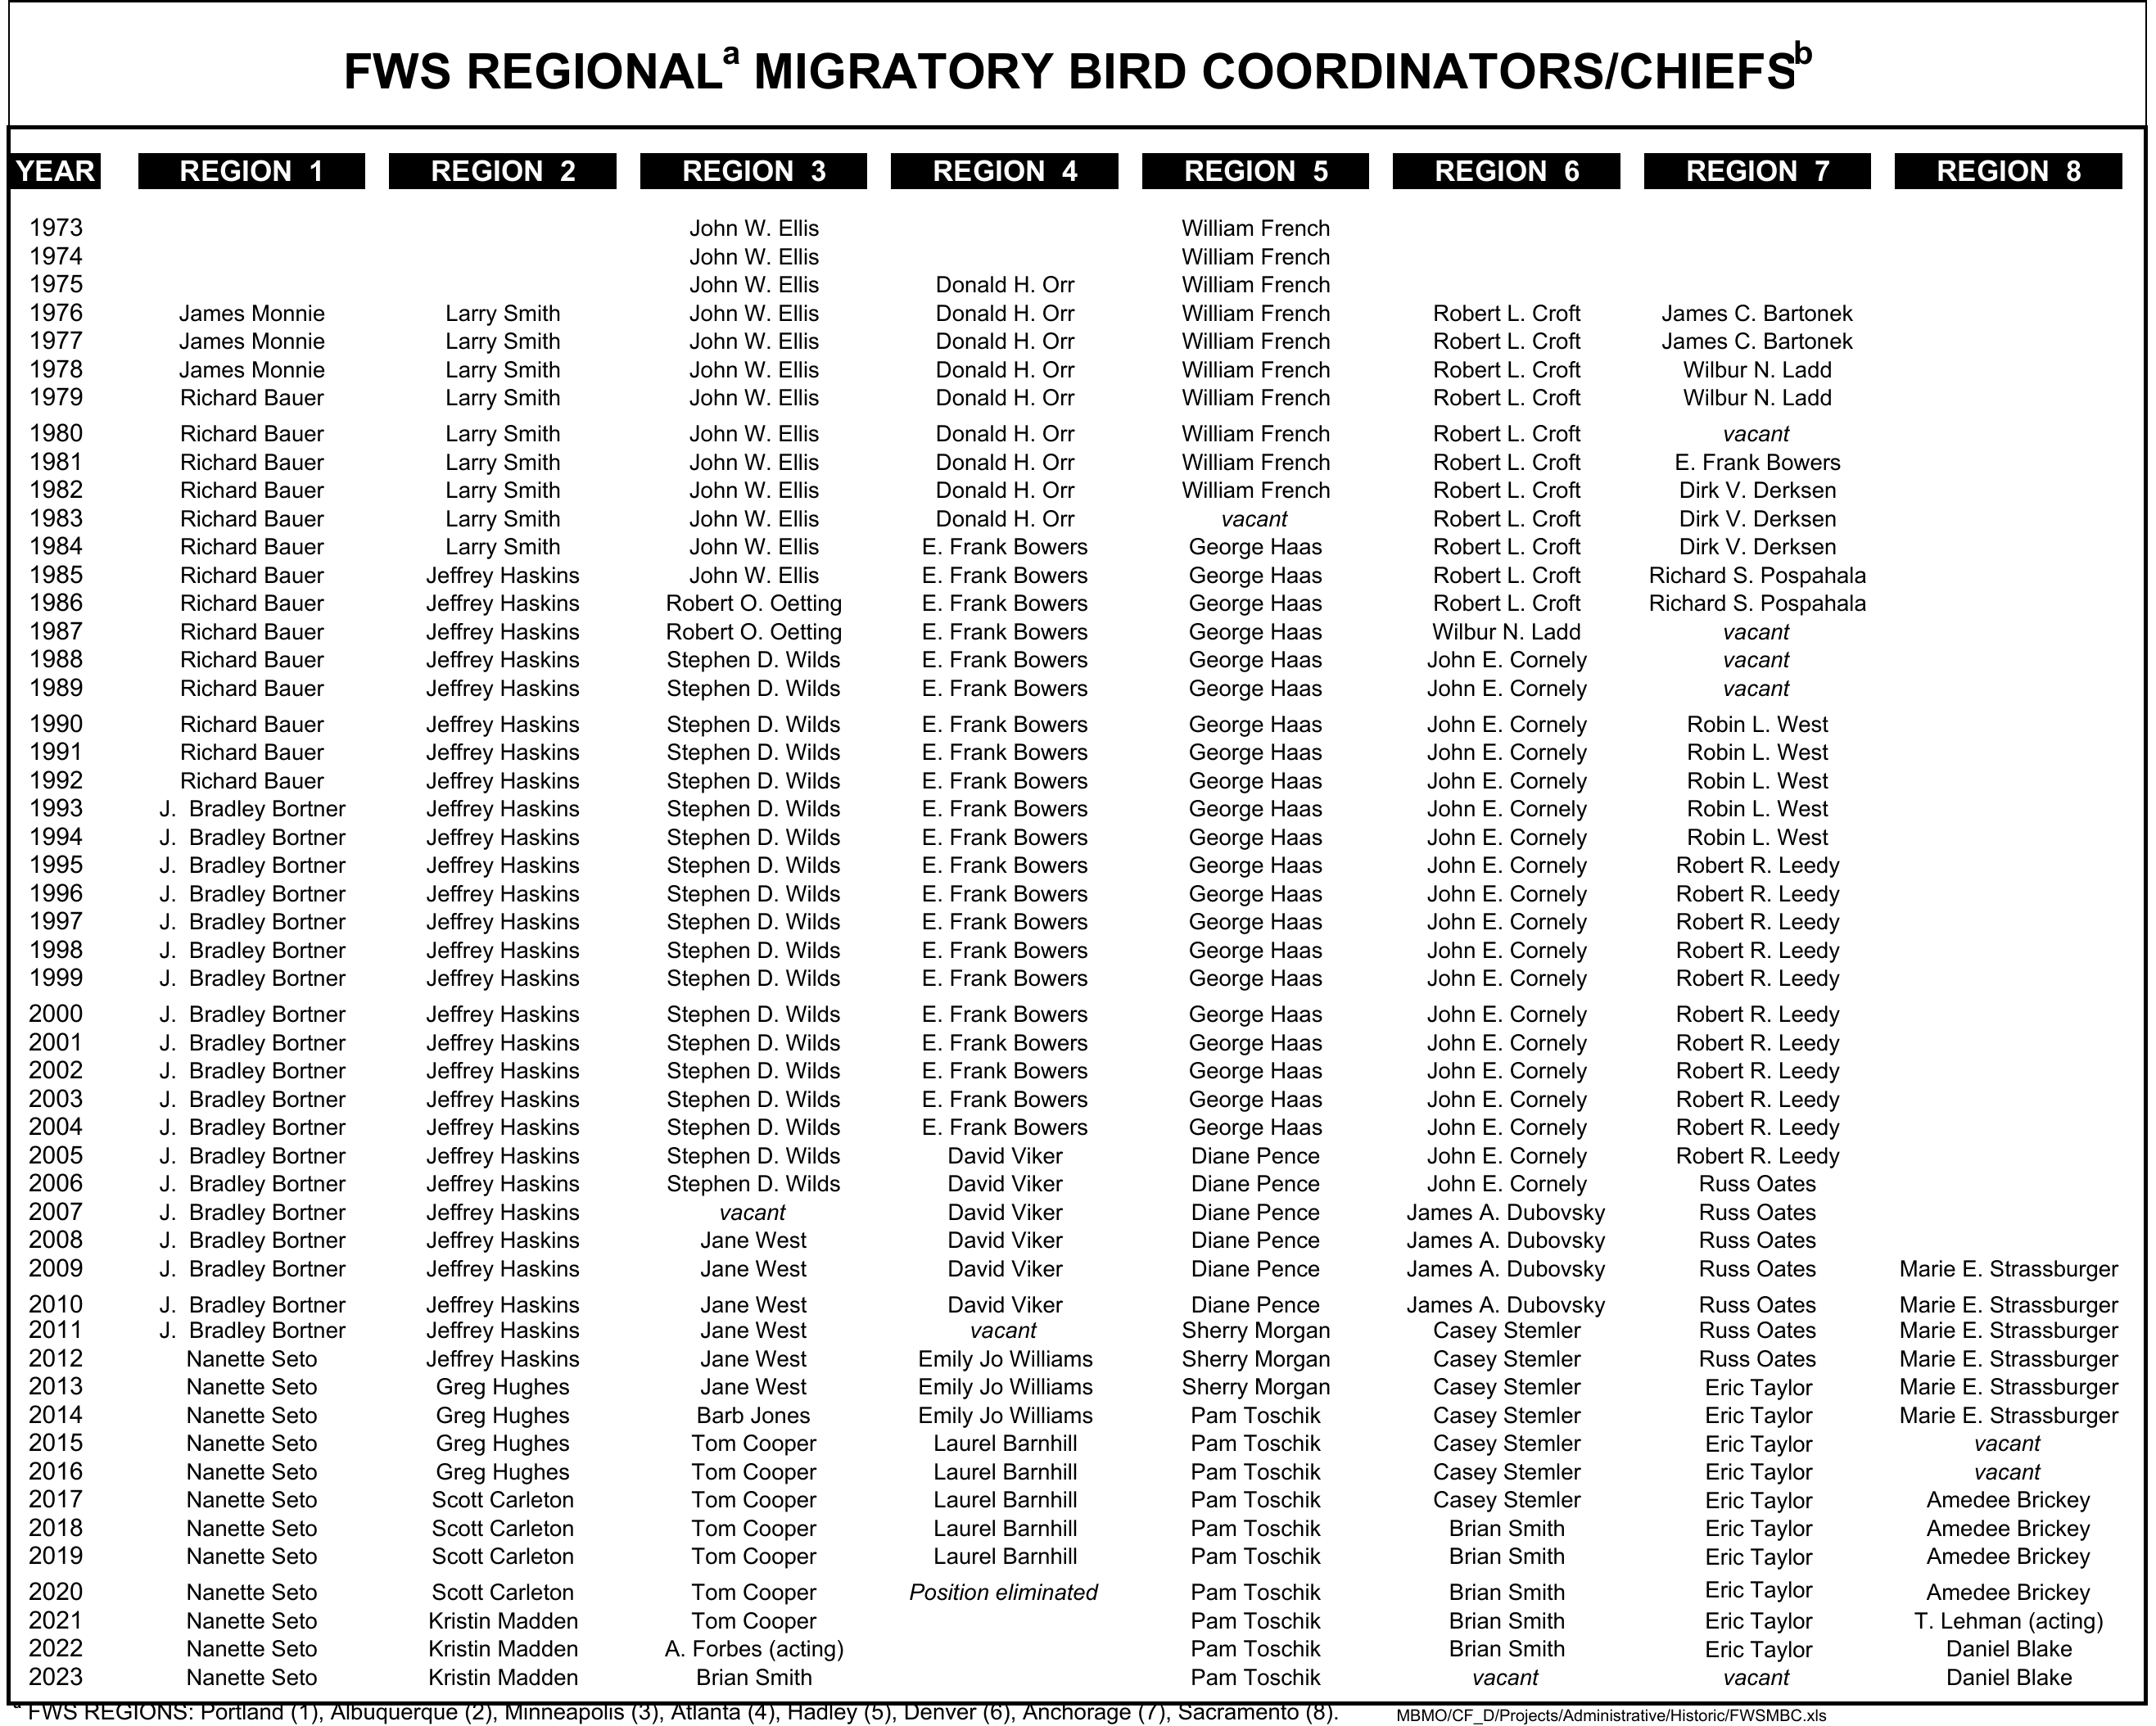 FWS REGIONALa MIGRATORY BIRD COORDINATORS/CHIEFSb
YEAR REGION 1 REGION 2 REGION 3 REGION 4 REGION 5 REGION 6 REGION 7 REGION 8
1973 John W. Ellis William French
1974 John W. Ellis William French
1975 John W. Ellis Donald H. Orr William French
1976 James Monnie Larry Smith John W. Ellis Donald H. Orr William French Robert L. Croft James C. Bartonek
1977 James Monnie Larry Smith John W. Ellis Donald H. Orr William French Robert L. Croft James C. Bartonek
1978 James Monnie Larry Smith John W. Ellis Donald H. Orr William French Robert L. Croft Wilbur N. Ladd
1979 Richard Bauer Larry Smith John W. Ellis Donald H. Orr William French Robert L. Croft Wilbur N. Ladd
1980 Richard Bauer Larry Smith John W. Ellis Donald H. Orr William French Robert L. Croft vacant
1981 Richard Bauer Larry Smith John W. Ellis Donald H. Orr William French Robert L. Croft E. Frank Bowers
1982 Richard Bauer Larry Smith John W. Ellis Donald H. Orr William French Robert L. Croft Dirk V. Derksen
1983 Richard Bauer Larry Smith John W. Ellis Donald H. Orr vacant Robert L. Croft Dirk V. Derksen
1984 Richard Bauer Larry Smith John W. Ellis E. Frank Bowers George Haas Robert L. Croft Dirk V. Derksen
1985 Richard Bauer Jeffrey Haskins John W. Ellis E. Frank Bowers George Haas Robert L. Croft Richard S. Pospahala
1986 Richard Bauer Jeffrey Haskins Robert O. Oetting E. Frank Bowers George Haas Robert L. Croft Richard S. Pospahala
1987 Richard Bauer Jeffrey Haskins Robert O. Oetting E. Frank Bowers George Haas Wilbur N. Ladd vacant
1988 Richard Bauer Jeffrey Haskins Stephen D. Wilds E. Frank Bowers George Haas John E. Cornely vacant
1989 Richard Bauer Jeffrey Haskins Stephen D. Wilds E. Frank Bowers George Haas John E. Cornely vacant
1990 Richard Bauer Jeffrey Haskins Stephen D. Wilds E. Frank Bowers George Haas John E. Cornely Robin L. West
1991 Richard Bauer Jeffrey Haskins Stephen D. Wilds E. Frank Bowers George Haas John E. Cornely Robin L. West
1992 Richard Bauer Jeffrey Haskins Stephen D. Wilds E. Frank Bowers George Haas John E. Cornely Robin L. West
1993 J. Bradley Bortner Jeffrey Haskins Stephen D. Wilds E. Frank Bowers George Haas John E. Cornely Robin L. West
1994 J. Bradley Bortner Jeffrey Haskins Stephen D. Wilds E. Frank Bowers George Haas John E. Cornely Robin L. West
1995 J. Bradley Bortner Jeffrey Haskins Stephen D. Wilds E. Frank Bowers George Haas John E. Cornely Robert R. Leedy
1996 J. Bradley Bortner Jeffrey Haskins Stephen D. Wilds E. Frank Bowers George Haas John E. Cornely Robert R. Leedy
1997 J. Bradley Bortner Jeffrey Haskins Stephen D. Wilds E. Frank Bowers George Haas John E. Cornely Robert R. Leedy
1998 J. Bradley Bortner Jeffrey Haskins Stephen D. Wilds E. Frank Bowers George Haas John E. Cornely Robert R. Leedy
1999 J. Bradley Bortner Jeffrey Haskins Stephen D. Wilds E. Frank Bowers George Haas John E. Cornely Robert R. Leedy
2000 J. Bradley Bortner Jeffrey Haskins Stephen D. Wilds E. Frank Bowers George Haas John E. Cornely Robert R. Leedy
2001 J. Bradley Bortner Jeffrey Haskins Stephen D. Wilds E. Frank Bowers George Haas John E. Cornely Robert R. Leedy
2002 J. Bradley Bortner Jeffrey Haskins Stephen D. Wilds E. Frank Bowers George Haas John E. Cornely Robert R. Leedy
2003 J. Bradley Bortner Jeffrey Haskins Stephen D. Wilds E. Frank Bowers George Haas John E. Cornely Robert R. Leedy
2004 J. Bradley Bortner Jeffrey Haskins Stephen D. Wilds E. Frank Bowers George Haas John E. Cornely Robert R. Leedy
2005 J. Bradley Bortner Jeffrey Haskins Stephen D. Wilds David Viker Diane Pence John E. Cornely Robert R. Leedy
2006 J. Bradley Bortner Jeffrey Haskins Stephen D. Wilds David Viker Diane Pence John E. Cornely Russ Oates
2007 J. Bradley Bortner Jeffrey Haskins vacant David Viker Diane Pence James A. Dubovsky Russ Oates
2008 J. Bradley Bortner Jeffrey Haskins Jane West David Viker Diane Pence James A. Dubovsky Russ Oates
2009 J. Bradley Bortner Jeffrey Haskins Jane West David Viker Diane Pence James A. Dubovsky Russ Oates Marie E. Strassburger
2010 J. Bradley Bortner Jeffrey Haskins Jane West David Viker Diane Pence James A. Dubovsky Russ Oates Marie E. Strassburger
2011 J. Bradley Bortner Jeffrey Haskins Jane West vacant Sherry Morgan Casey Stemler Russ Oates Marie E. Strassburger
2012 Nanette Seto Jeffrey Haskins Jane West Emily Jo Williams Sherry Morgan Casey Stemler Russ Oates Marie E. Strassburger
2013 Nanette Seto Greg Hughes Jane West Emily Jo Williams Sherry Morgan Casey Stemler Eric Taylor Marie E. Strassburger
2014 Nanette Seto Greg Hughes Barb Jones Emily Jo Williams Pam Toschik Casey Stemler Eric Taylor Marie E. Strassburger
2015 Nanette Seto Greg Hughes Tom Cooper Laurel Barnhill Pam Toschik Casey Stemler Eric Taylor vacant
2016 Nanette Seto Greg Hughes Tom Cooper Laurel Barnhill Pam Toschik Casey Stemler Eric Taylor vacant
2017 Nanette Seto Scott Carleton Tom Cooper Laurel Barnhill Pam Toschik Casey Stemler Eric Taylor Amedee Brickey
2018 Nanette Seto Scott Carleton Tom Cooper Laurel Barnhill Pam Toschik Brian Smith Eric Taylor Amedee Brickey
2019 Nanette Seto Scott Carleton Tom Cooper Laurel Barnhill Pam Toschik Brian Smith Eric Taylor Amedee Brickey
2020 Nanette Seto Scott Carleton Tom Cooper Position eliminated Pam Toschik Brian Smith Eric Taylor Amedee Brickey
2021 Nanette Seto Kristin Madden Tom Cooper Pam Toschik Brian Smith Eric Taylor T. Lehman (acting)
2022 Nanette Seto Kristin Madden A. Forbes (acting) Pam Toschik Brian Smith Eric Taylor Daniel Blake
2023 Nanette Seto Kristin Madden Brian Smith Pam Toschik vacant vacant Daniel Blake
a FWS REGIONS: Portland (1), Albuquerque (2), Minneapolis (3), Atlanta (4), Hadley (5), Denver (6), Anchorage (7), Sacramento (8). MBMO/CF_D/Projects/Administrative/Historic/FWSMBC.xls